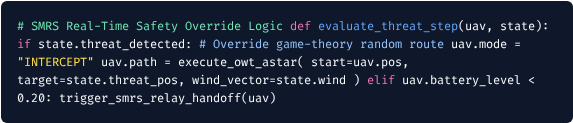 # SMRS Real-Time Safety Override Logic def evaluate_threat_step(uav, state):
if state.threat_detected: # Override game-theory random route uav.mode =
"INTERCEPT" uav.path = execute_owt_astar( start=uav.pos,
target=state.threat_pos, wind_vector=state.wind ) elif uav.battery_level <
0.20: trigger_smrs_relay_handoff(uav)